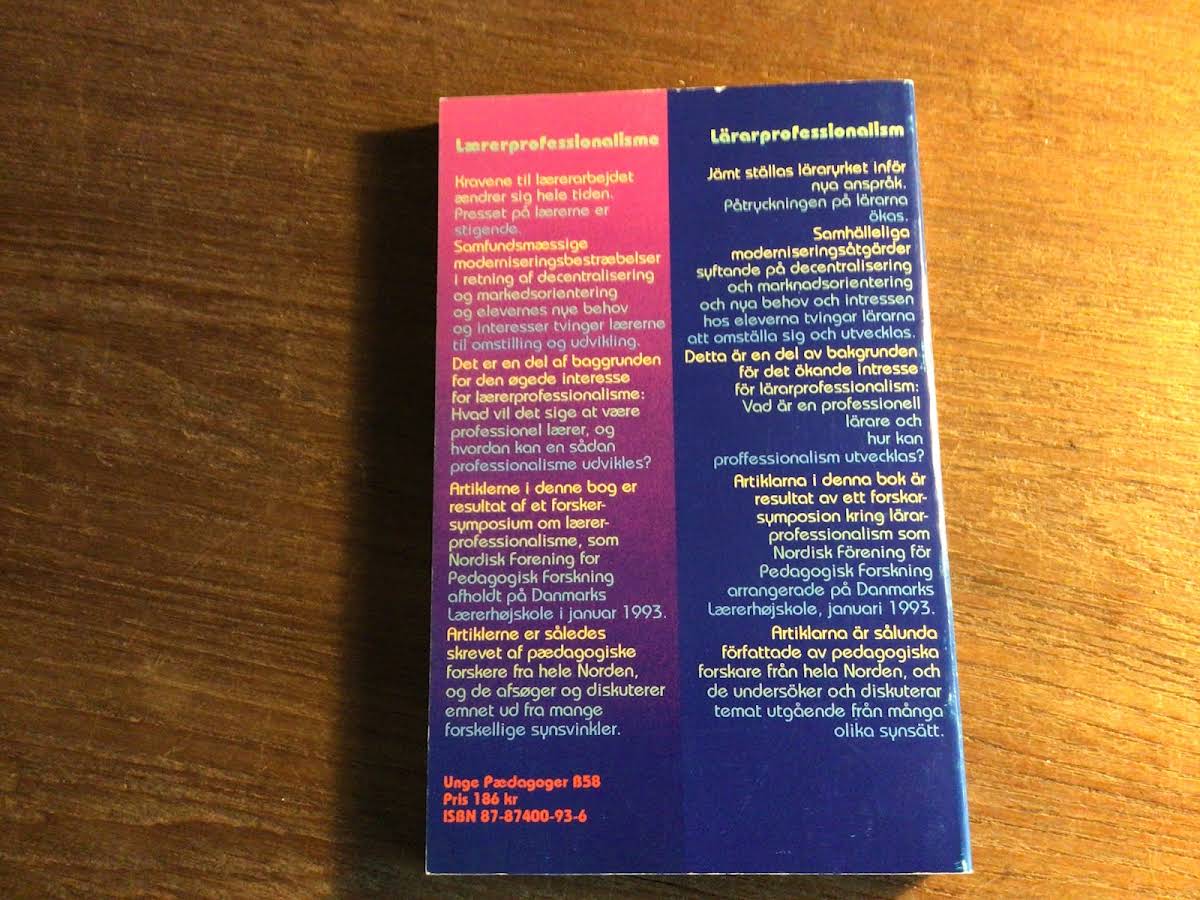 Lærerprofessionalisme
Kravene til lærerarbejdet
ændrer sig hele tiden.
Presset på lærerne er
stigende.
Samfundsmæssige
moderniseringsbestræbelser
i retning af decentralisering
og markedsorientering
og elevernes nye behov
og interesser tvinger lærerne
til omstilling og udvikling.
Det er en del af baggrunden
for den øgede interesse
for lærerprofessionalisme:
Hvad vil det sige at være
professionel lærer, og
hvordan kan en sådan
professionalisme udvikles?
Artiklerne i denne bog er
resultat af et forsker-
symposium om lærer-
professionalisme, som
Nordisk Forening for
Pedagogisk Forskning
afholdt på Danmarks
Lærerhøjskole i januar 1993.
Artiklerne er således
skrevet af pædagogiske
forskere fra hele Norden,
og de afsøger og diskuterer
emnet ud fra mange
forskellige synsvinkler.
Unge Pædagoger B58
Pris 186 kr
ISBN 87-87400-93-6
Lärarprofessionalism
Jämt ställas läraryrket inför
nya anspråk.
Påtryckningen på lärarna
ökas.
Samhälleliga
moderniseringsåtgärder
syftande på decentralisering
och marknadsorientering
och nya behov och intressen
hos eleverna tvingar lärarna
att omställa sig och utvecklas.
Detta är en del av bakgrunden
för det ökande intresse
för lärarprofessionalism:
Vad är en professionell
lärare och
hur kan
proffessionalism utvecklas?
Artiklarna i denna bok är
resultat av ett forskar-
symposion kring lärar-
professionalism som
Nordisk Förening för
Pedagogisk Forskning
arrangerade på Danmarks
Lærerhøjskole, januari 1993.
Artiklarna är sålunda
författade av pedagogiska
forskare från hela Norden, och
de undersöker och diskuterar
temat utgående från många
olika synsätt.